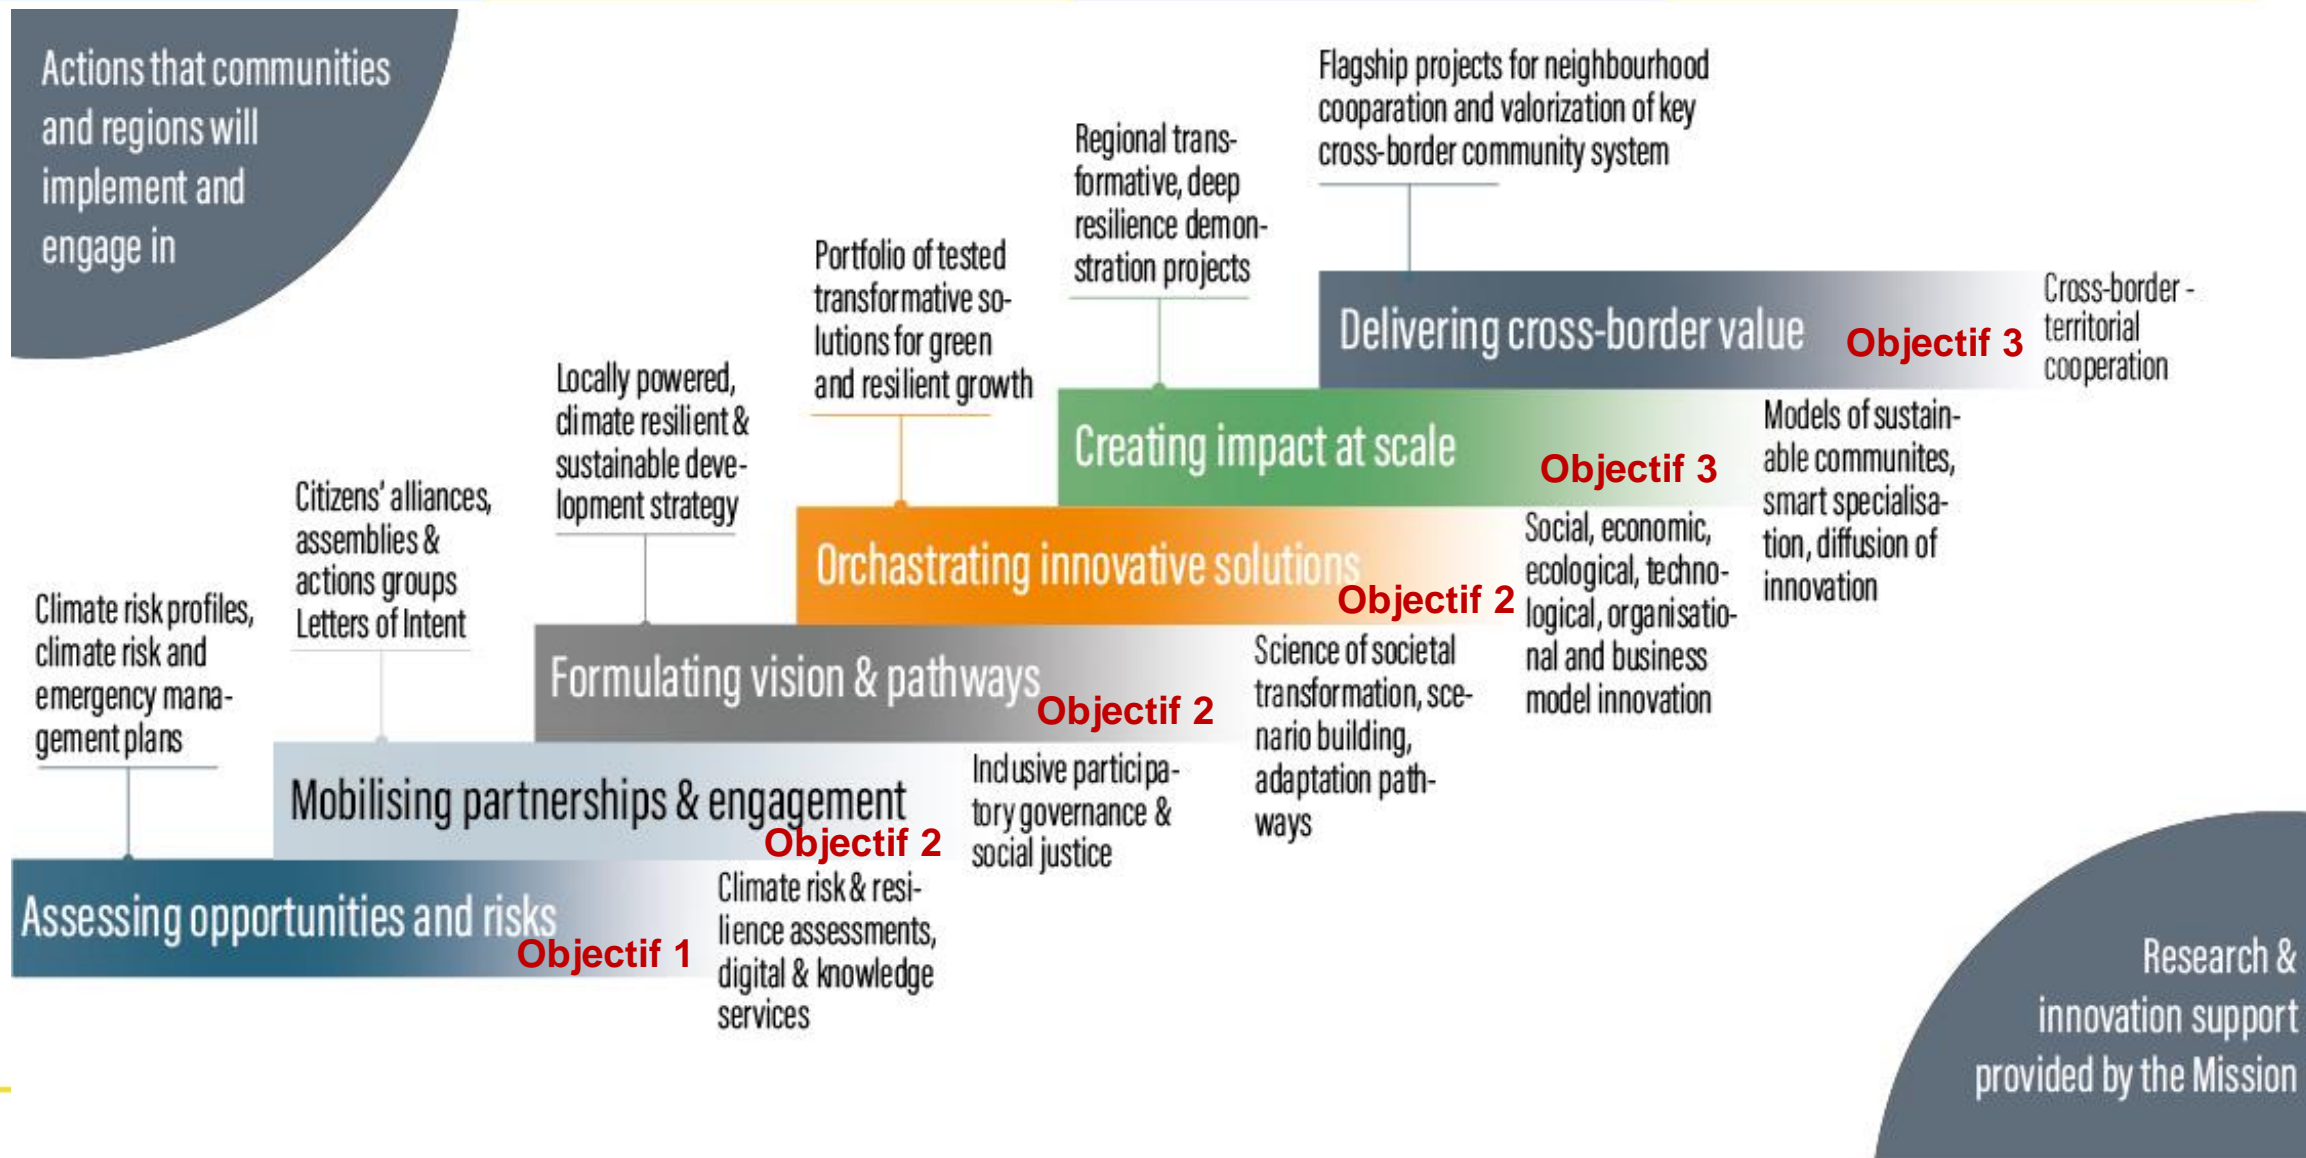 Actions that communities
and regions will
implement and
engage in
Flagship projects for neighbourhood
cooparation and valorization of key
cross-border community system
Regional trans-
formative, deep
resilience demon-
stration projects
Portfolio of tested
transformative so-
lutions for green
and resilient growth
Locally powered,
climate resilient &
sustainable deve-
lopment strategy
Citizens' alliances,
assemblies &
actions groups
Letters of Intent
Climate risk profiles,
climate risk and
emergency mana-
gement plans
Delivering cross-border value
Objectif 3
Cross-border -
territorial
cooperation
Creating impact at scale
Objectif 3
Models of sustain-
able communites,
smart specialisa-
tion, diffusion of
innovation
Orchastrating innovative solutions
Objectif 2
Social, economic,
ecological, techno-
logical, organisatio-
nal and business
model innovation
Formulating vision & pathways
Objectif 2
Science of societal
transformation, sce-
nario building,
adaptation path-
ways
Mobilising partnerships & engagement
Objectif 2
Inclusive participa-
tory governance &
social justice
Assessing opportunities and risks
Objectif 1
Climate risk & resi-
lience assessments,
digital & knowledge
services
Research &
innovation support
provided by the Mission